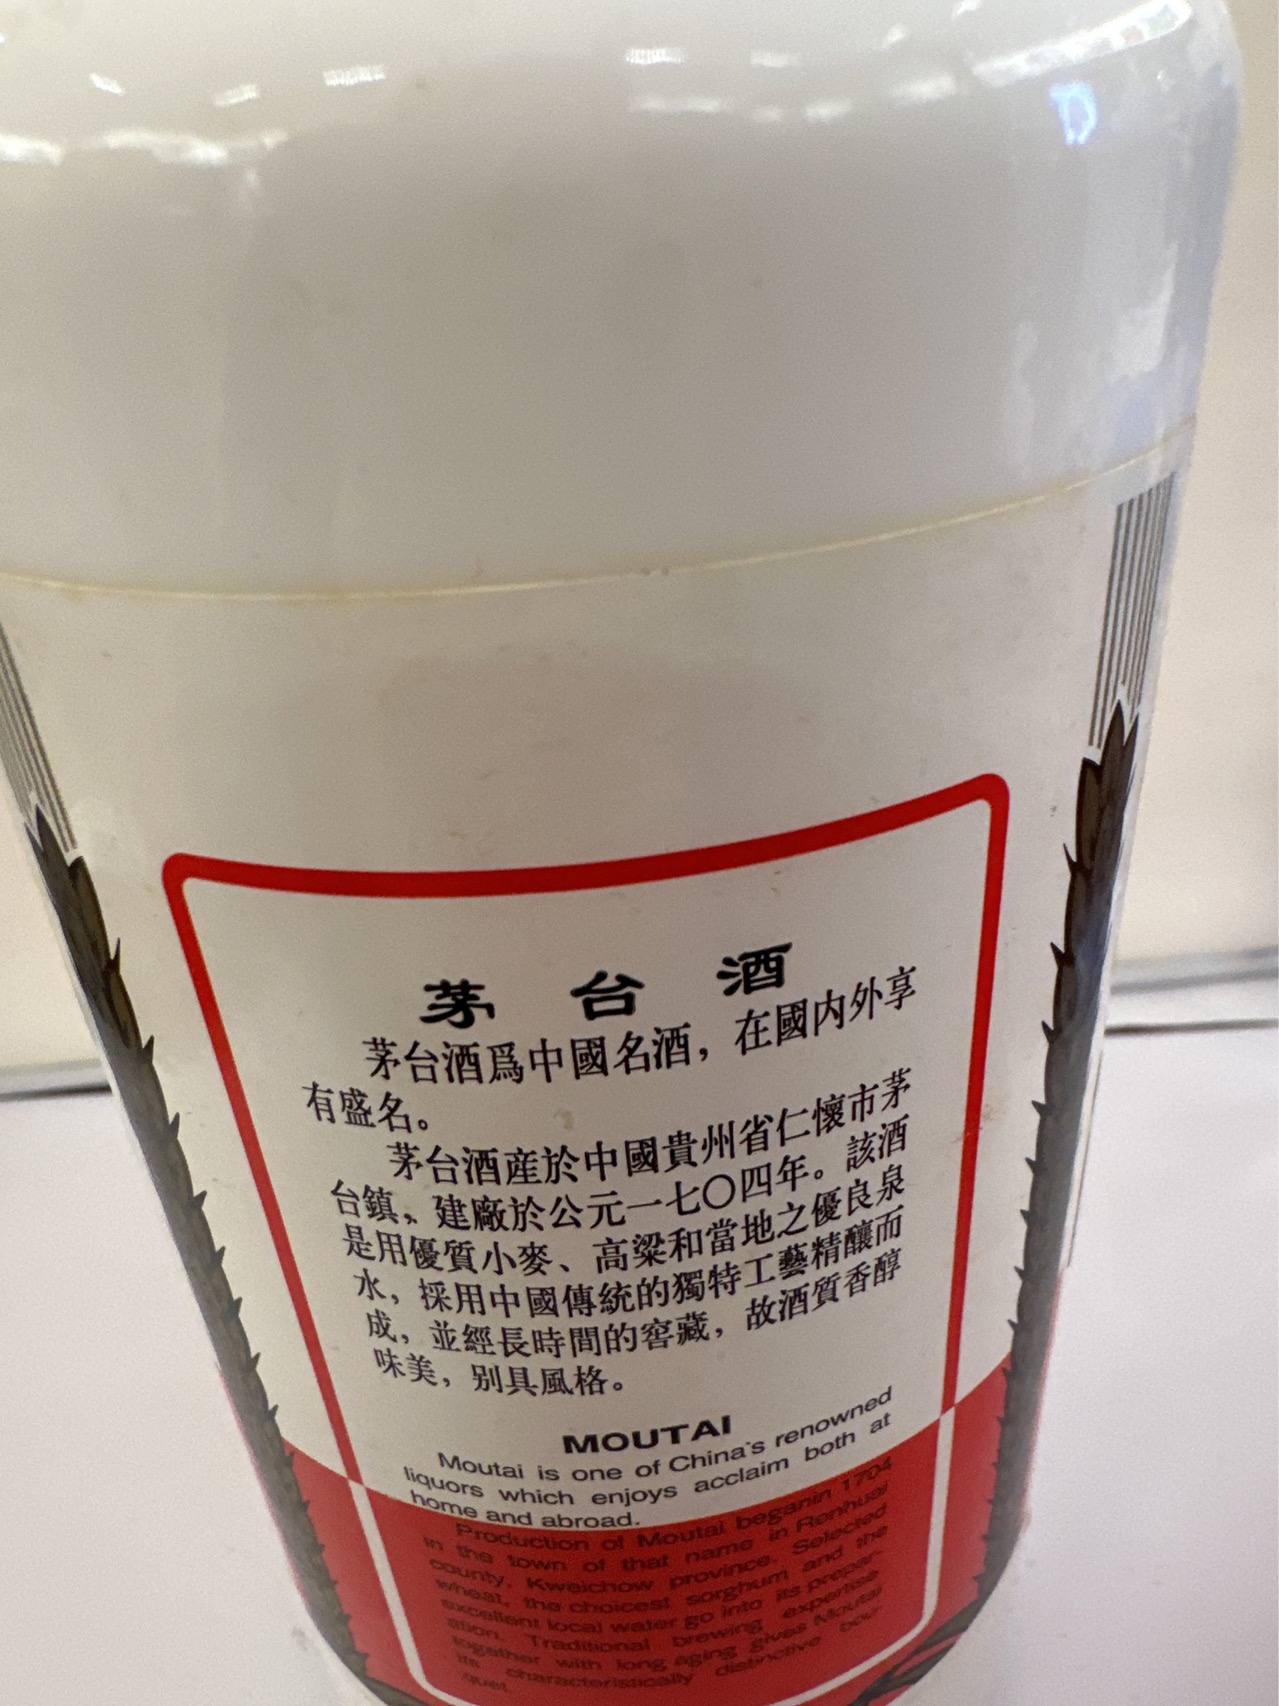 茅台酒
茅台酒爲中國名酒，在國内外享
有盛名。
茅台酒産於中國貴州省仁懷市茅
台鎮，建廠於公元一七〇四年。該酒
是用優質小麥、高粱和當地之優良泉
水，採用中國傳統的獨特工藝精釀而
成，並經長時間的窖藏，故酒質香醇
味美，别具風格。
MOUTAI
Moutai is one of China's renowned
liquors which enjoys acclaim both at
home and abroad.
Production of Moutai beganin 1704
in the town of that name in Renhuai
county, Kweichow province. Selected
wheat, the choicest sorghum and the
excellent local water go into its prepar-
ation. Traditional brewing expertise
together with long aging gives Moutai
its characteristically distinctive bou-
quet.